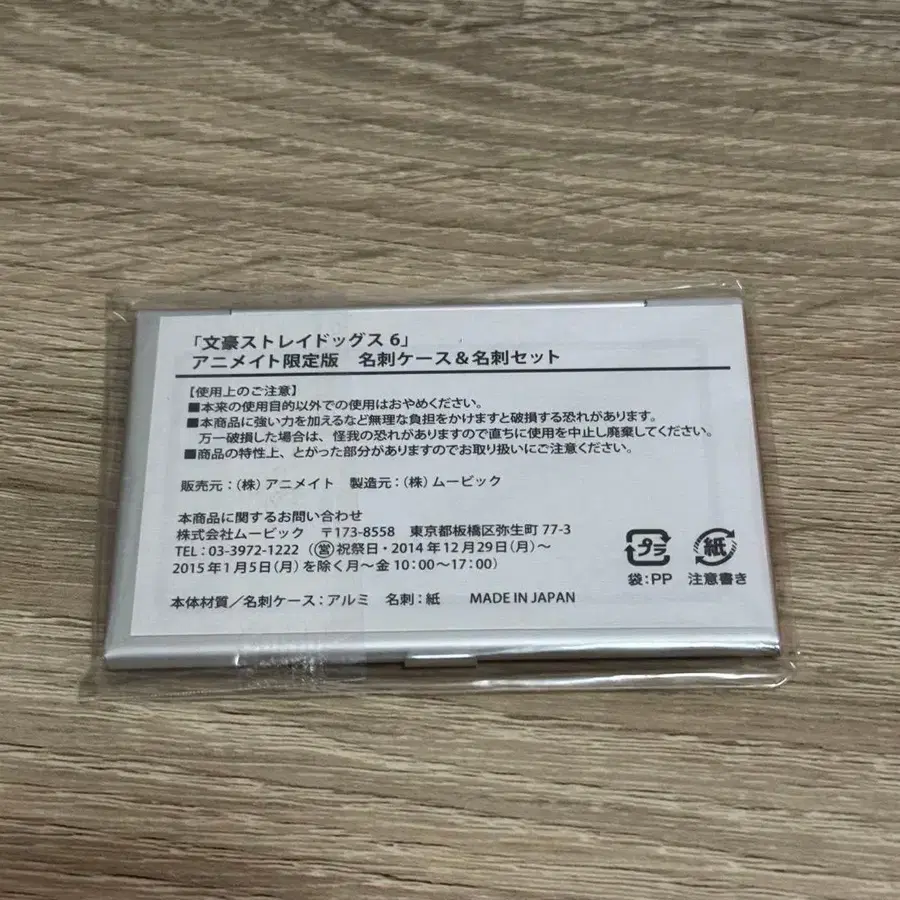 「文豪ストレイドッグス 6」
アニメイト限定版　名刺ケース＆名刺セット
【使用上のご注意】
■本来の使用目的以外での使用はおやめください。
■本商品に強い力を加えるなど無理な負担をかけますと破損する恐れがあります。
万一破損した場合は、怪我の恐れがありますので直ちに使用を中止し廃棄してください。
■商品の特性上、とがった部分がありますのでお取り扱いにご注意ください。
販売元：（株）アニメイト　製造元：（株）ムービック
本商品に関するお問い合わせ
株式会社ムービック　〒173-8558　東京都板橋区弥生町 77-3
TEL：03-3972-1222（㊂祝祭日・2014 年 12 月 29 日（月）～
2015 年 1 月 5 日（月）を除く月～金 10：00～17：00）
本体材質／名刺ケース：アルミ　名刺：紙　MADE IN JAPAN
プラ
袋：PP
紙
注意書き